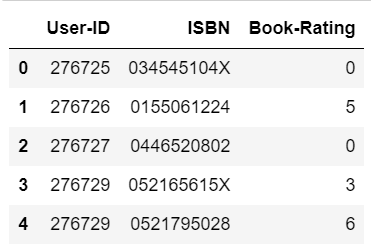 User-ID ISBN Book-Rating
0 276725 034545104X 0
1 276726 0155061224 5
2 276727 0446520802 0
3 276729 052165615X 3
4 276729 0521795028 6